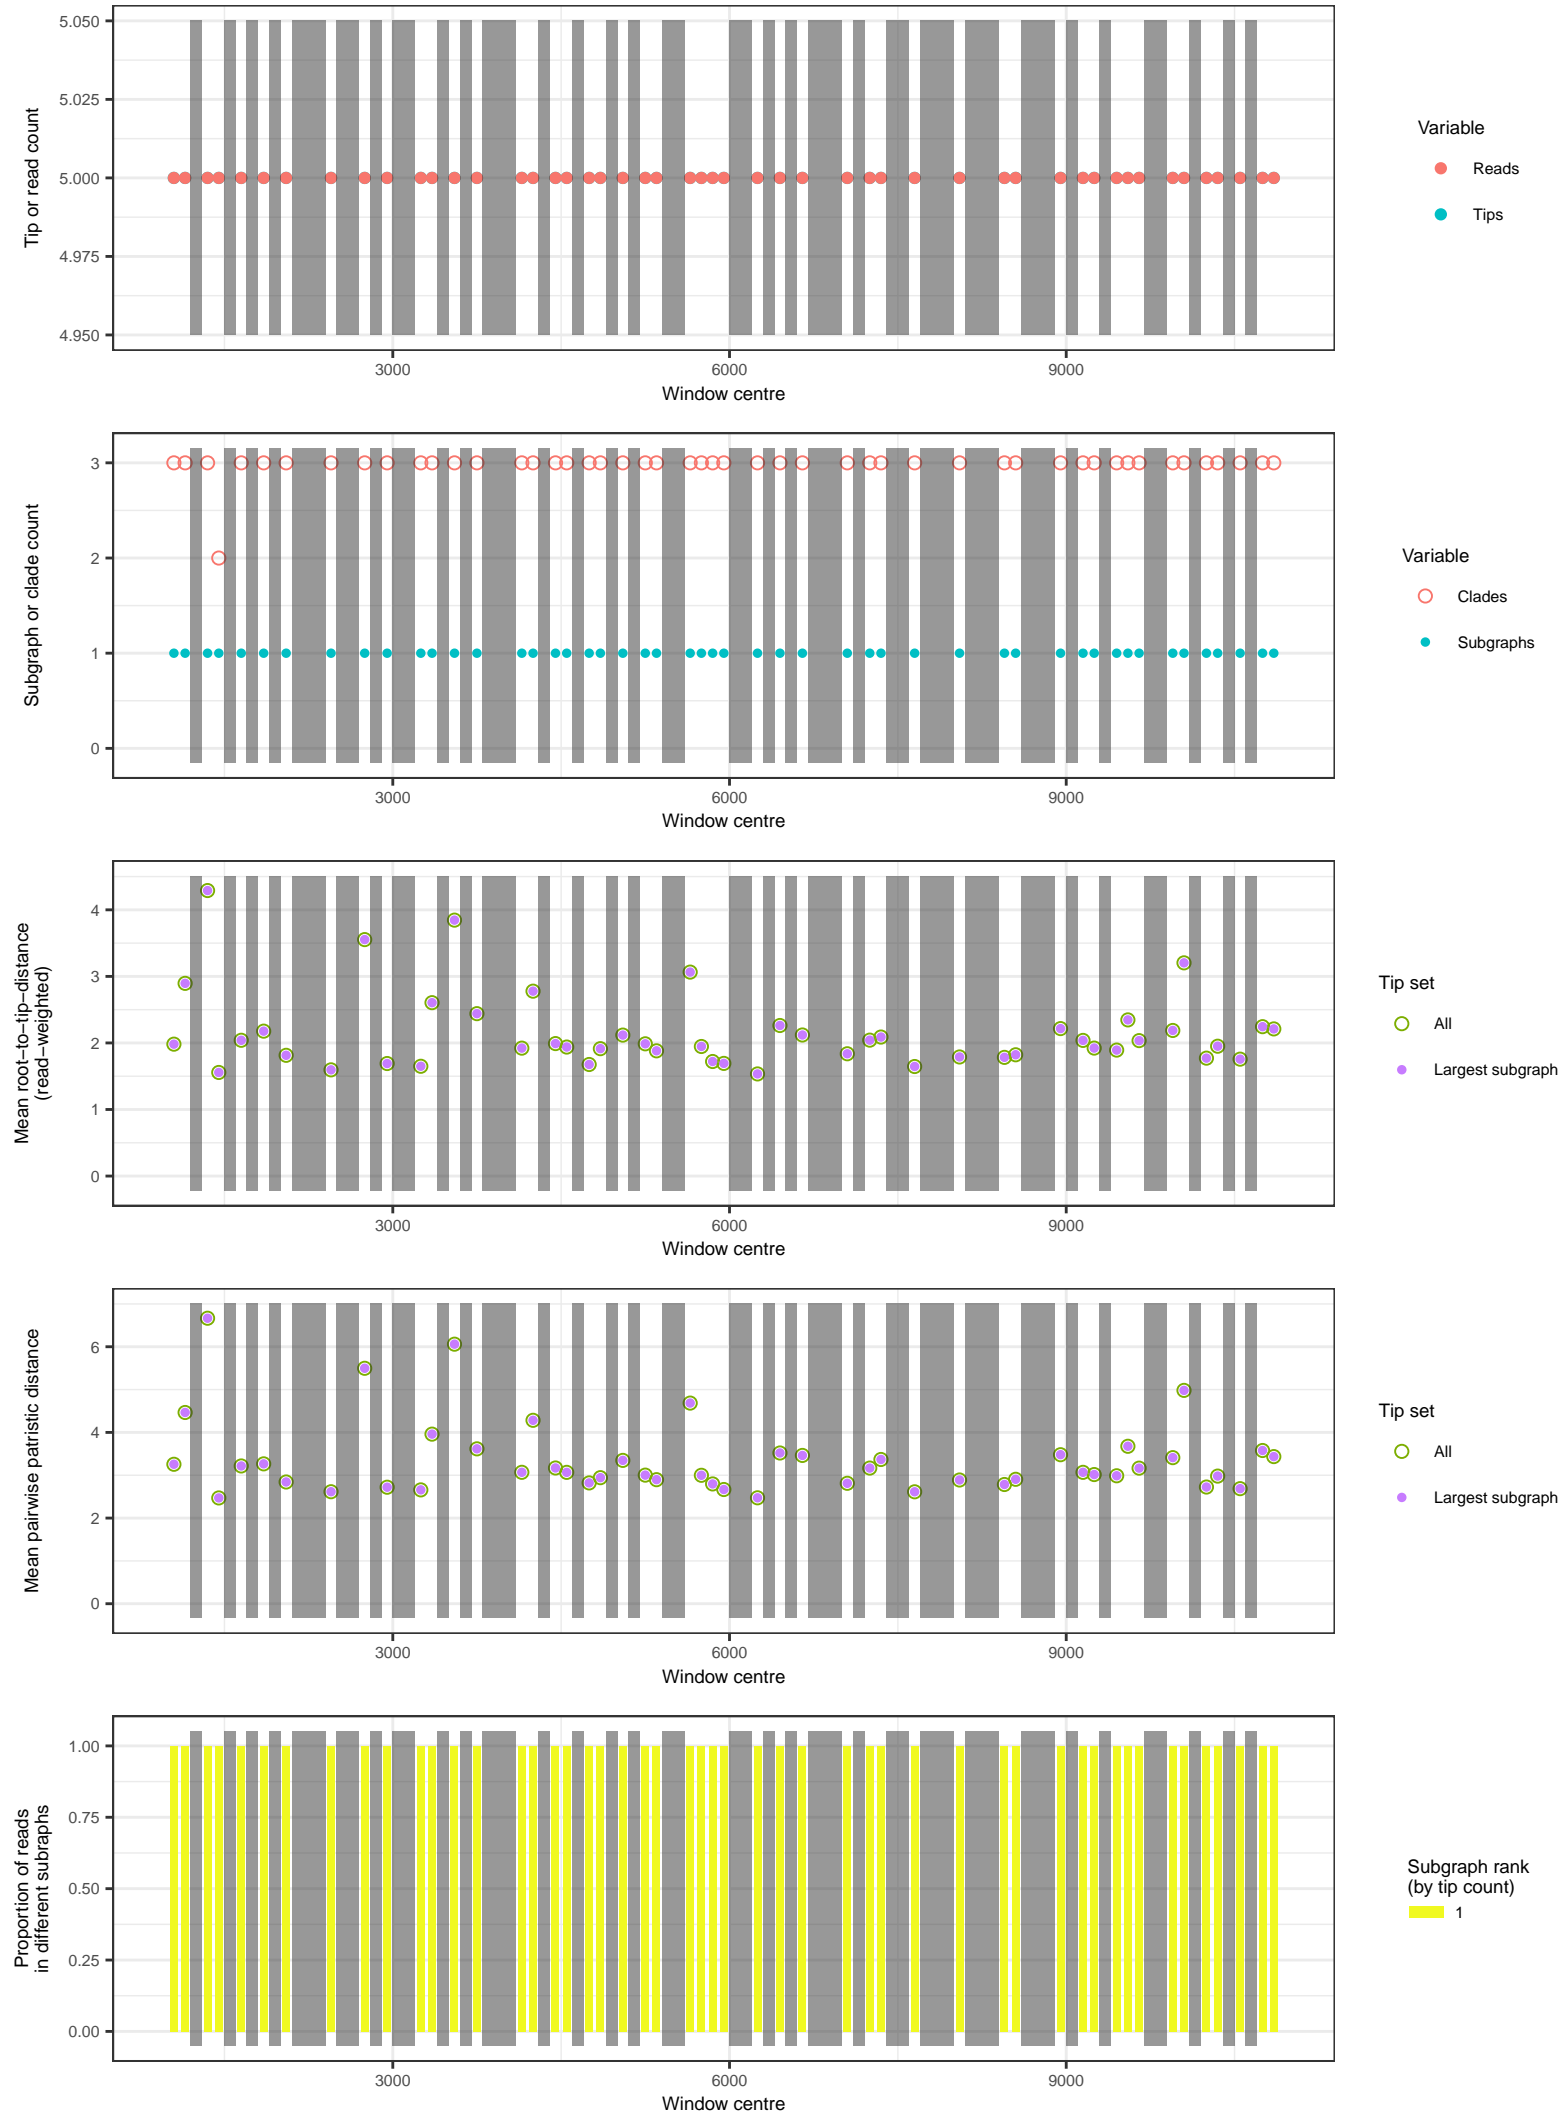 5.050
5.025
5.000
4.975
4.950
Tip or read count
3000
6000
9000
Window centre
Variable
Reads
Tips
3
2
1
0
Subgraph or clade count
3000
6000
9000
Window centre
Variable
Clades
Subgraphs
4
3
2
1
0
Mean root−to−tip−distance
(read−weighted)
3000
6000
9000
Window centre
Tip set
All
Largest subgraph
6
4
2
0
Mean pairwise patristic distance
3000
6000
9000
Window centre
Tip set
All
Largest subgraph
1.00
0.75
0.50
0.25
0.00
Proportion of reads
in different subraphs
3000
6000
9000
Window centre
Subgraph rank
(by tip count)
1